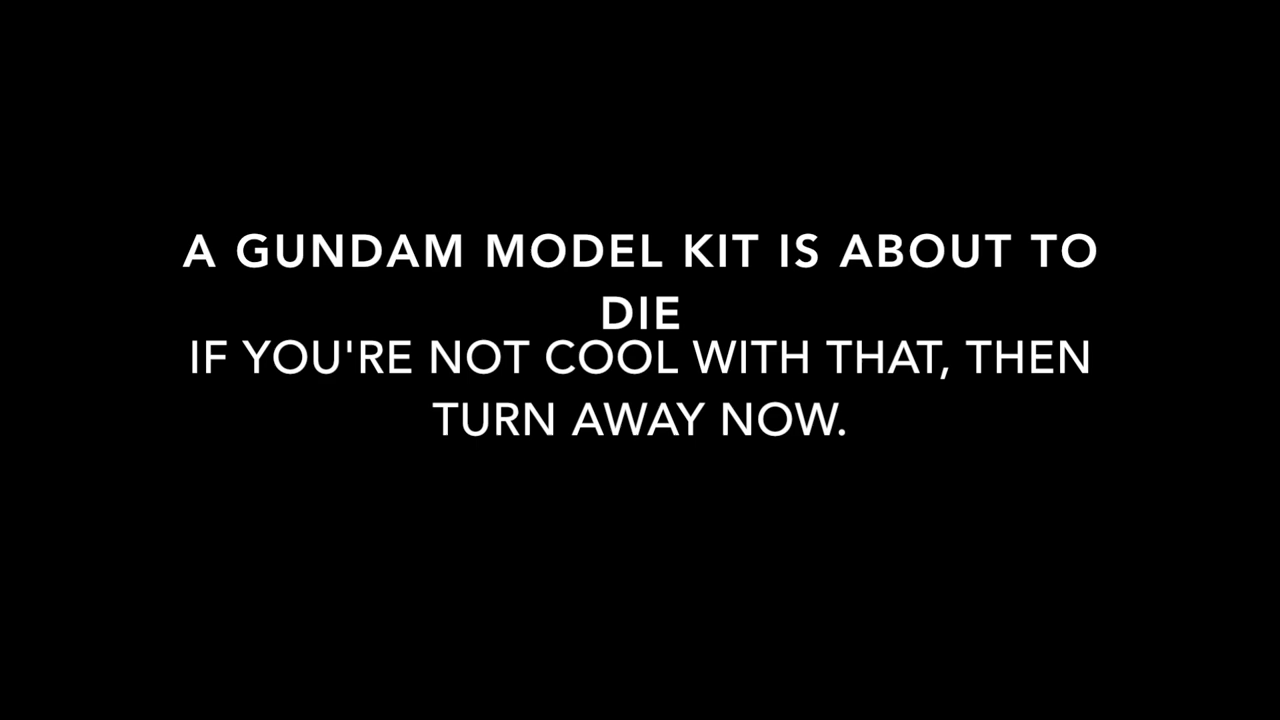 A GUNDAM MODEL KIT IS ABOUT TO
DIE
IF YOU'RE NOT COOL WITH THAT, THEN
TURN AWAY NOW.